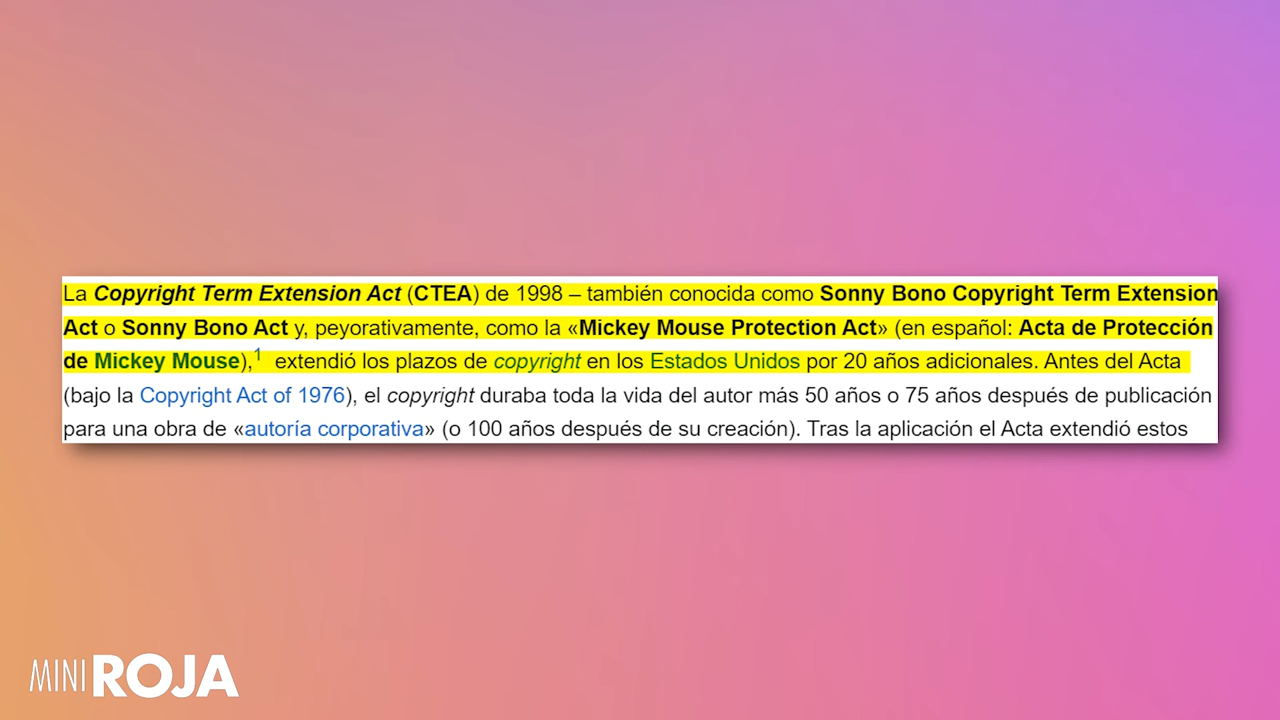 La Copyright Term Extension Act (CTEA) de 1998 – también conocida como Sonny Bono Copyright Term Extension
Act o Sonny Bono Act y, peyorativamente, como la «Mickey Mouse Protection Act» (en español: Acta de Protección
de Mickey Mouse),1 extendió los plazos de copyright en los Estados Unidos por 20 años adicionales. Antes del Acta
(bajo la Copyright Act of 1976), el copyright duraba toda la vida del autor más 50 años o 75 años después de publicación
para una obra de «autoría corporativa» (o 100 años después de su creación). Tras la aplicación el Acta extendió estos
MINI ROJA